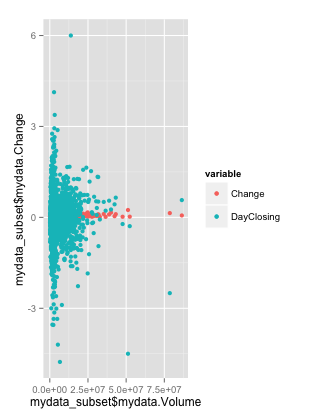 6
3
0
-3
mydata_subset$mydata.Change
0.0e+00 2.5e+07 5.0e+07 7.5e+07
mydata_subset$mydata.Volume
variable
Change
DayClosing